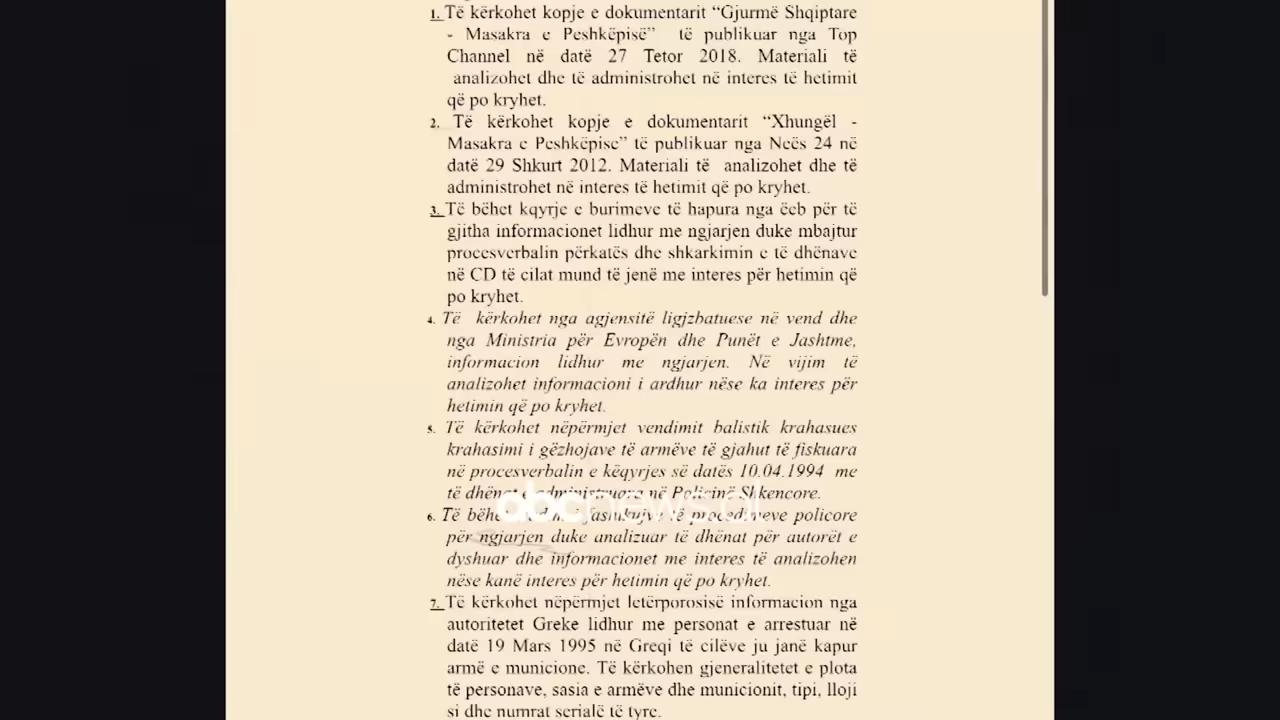 1. Të kërkohet kopje e dokumentarit “Gjurmë Shqiptare
- Masakra e Peshkëpisë” të publikuar nga Top
Channel në datë 27 Tetor 2018. Materiali të
analizohet dhe të administrohet në interes të hetimit
që po kryhet.
2. Të kërkohet kopje e dokumentarit “Xhungël -
Masakra e Peshkëpise” të publikuar nga Neës 24 në
datë 29 Shkurt 2012. Materiali të analizohet dhe të
administrohet në interes të hetimit që po kryhet.
3. Të bëhet kqyrje e burimeve të hapura nga ëeb për të
gjitha informacionet lidhur me ngjarjen duke mbajtur
procesverbalin përkatës dhe shkarkimin e të dhënave
në CD të cilat mund të jenë me interes për hetimin që
po kryhet.
4. Të kërkohet nga agjensitë ligjzbatuese në vend dhe
nga Ministria për Evropën dhe Punët e Jashtme,
informacion lidhur me ngjarjen. Në vijim të
analizohet informacioni i ardhur nëse ka interes për
hetimin që po kryhet.
5. Të kërkohet nëpërmjet vendimit balistik krahasues
krahasimi i gëzhojave të armëve të gjahut të fiskuara
në procesverbalin e këqyrjes së datës 10.04.1994 me
të dhënat e administruara në Policinë Shkencore.
abcnews.al
6. Të bëhet i fashikujve të procedimeve policore
për ngjarjen duke analizuar të dhënat për autorët e
dyshuar dhe informacionet me interes të analizohen
nëse kanë interes për hetimin që po kryhet.
7. Të kërkohet nëpërmjet letërporosisë informacion nga
autoritetet Greke lidhur me personat e arrestuar në
datë 19 Mars 1995 në Greqi të cilëve ju janë kapur
armë e municione. Të kërkohen gjeneralitetet e plota
të personave, sasia e armëve dhe municionit, tipi, lloji
si dhe numrat serialë të tyre.